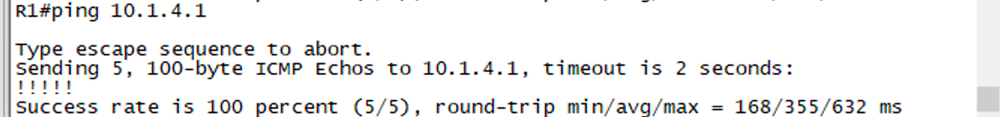 R1#ping 10.1.4.1
Type escape sequence to abort.
Sending 5, 100-byte ICMP Echos to 10.1.4.1, timeout is 2 seconds:
!!!!!
Success rate is 100 percent (5/5), round-trip min/avg/max = 168/355/632 ms